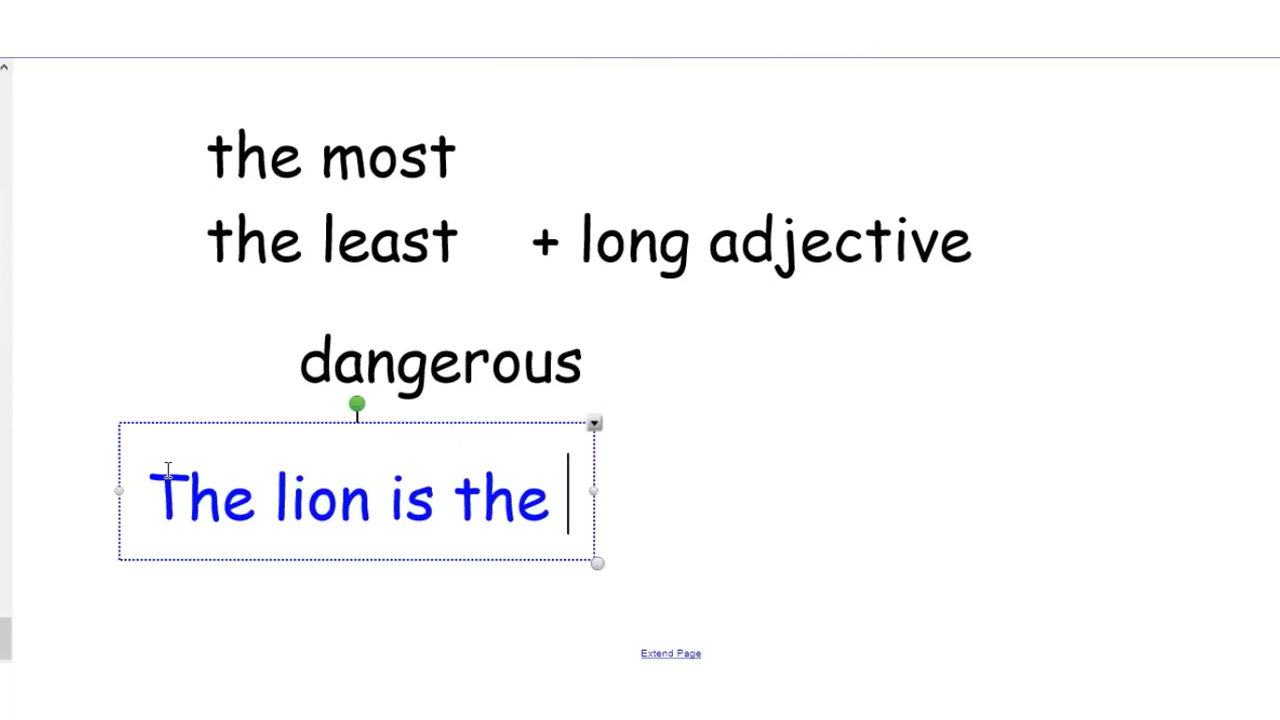 the most
the least + long adjective
dangerous
The lion is the
Extend Page